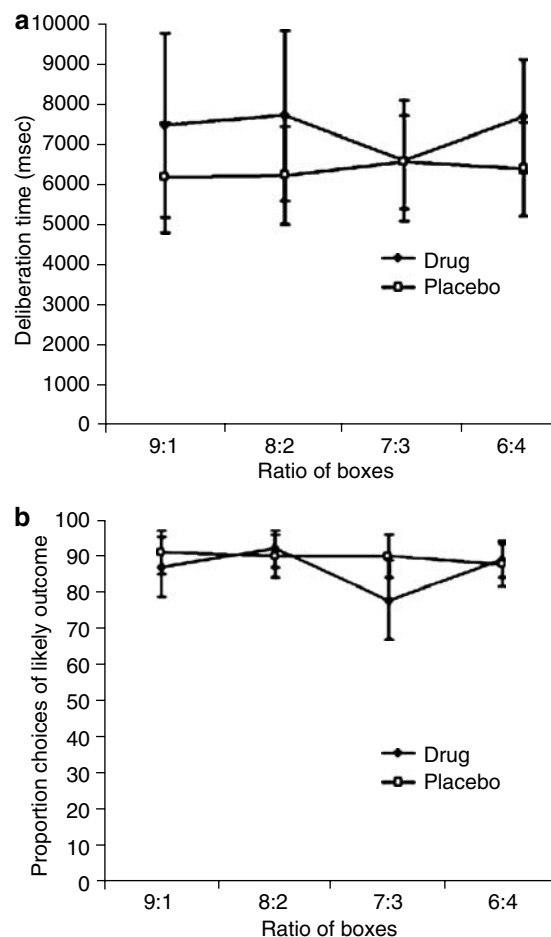 a
Deliberation time (msec)
10000
9000
8000
7000
6000
5000
4000
3000
2000
1000
0
Drug
Placebo
9:1 8:2 7:3 6:4
Ratio of boxes
b
Proportion choices of likely outcome
100
90
80
70
60
50
40
30
20
10
0
Drug
Placebo
9:1 8:2 7:3 6:4
Ratio of boxes